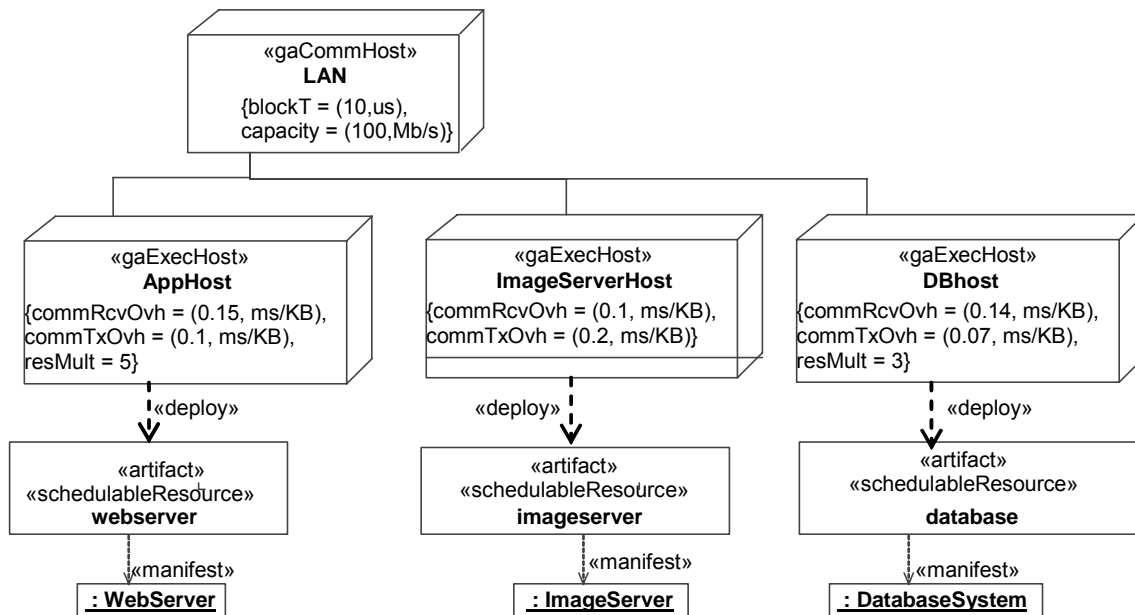 «gaCommHost»
LAN
{blockT = (10,us),
capacity = (100,Mb/s)}
«gaExecHost»
AppHost
{commRcvOvh = (0.15, ms/KB),
commTxOvh = (0.1, ms/KB),
resMult = 5}
«gaExecHost»
ImageServerHost
{commRcvOvh = (0.1, ms/KB),
commTxOvh = (0.2, ms/KB)}
«gaExecHost»
DBhost
{commRcvOvh = (0.14, ms/KB),
commTxOvh = (0.07, ms/KB),
resMult = 3}
«deploy»
«deploy»
«deploy»
«artifact»
«schedulableResource»
webserver
«artifact»
«schedulableResource»
imageserver
«artifact»
«schedulableResource»
database
«manifest»
«manifest»
«manifest»
: WebServer
: ImageServer
: DatabaseSystem